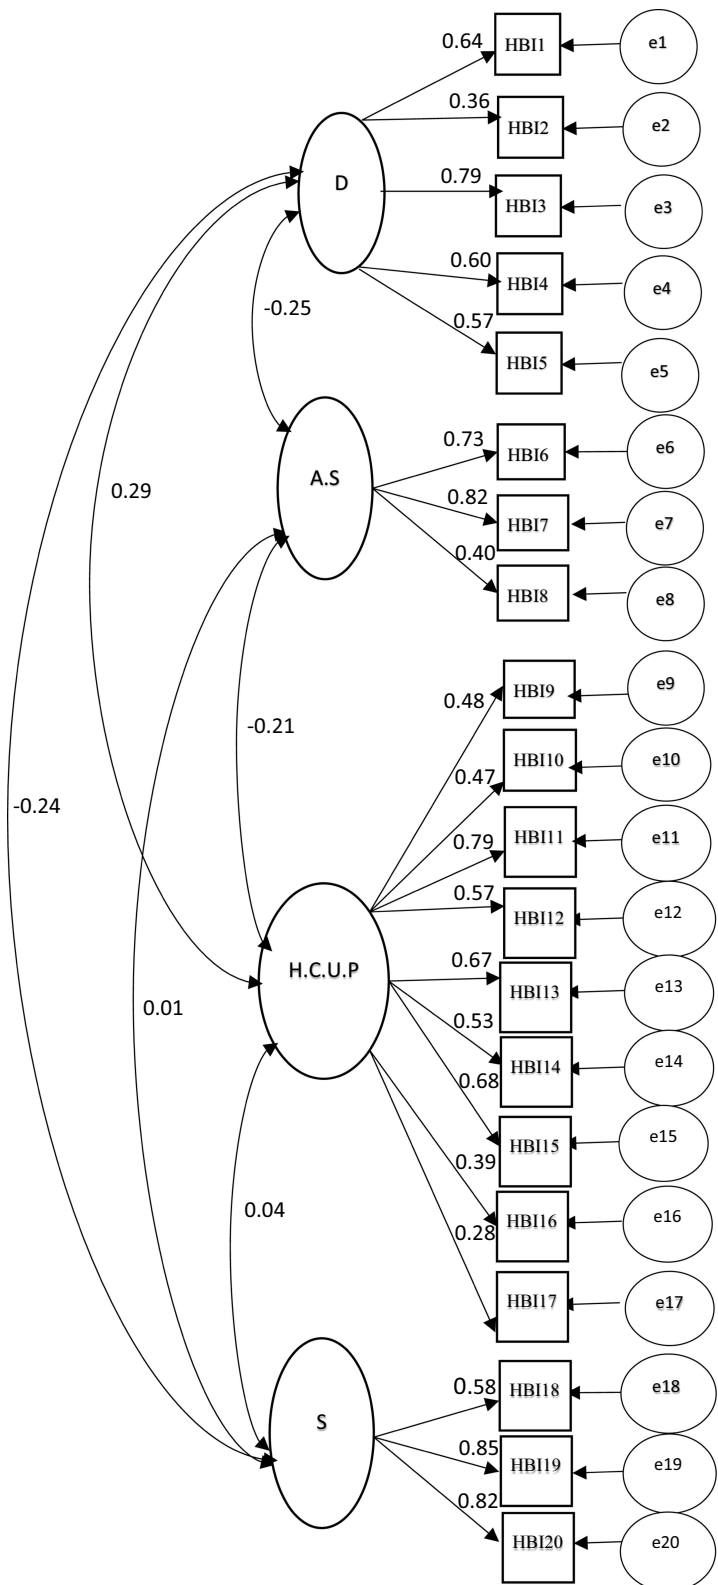 0.64 HBI1 e1
0.36 HBI2 e2
D
0.79 HBI3 e3
0.60 HBI4 e4
-0.25
0.57 HBI5 e5
0.73 HBI6 e6
A.S
0.29
0.82 HBI7 e7
0.40 HBI8 e8
0.48 HBI9 e9
-0.21
0.47 HBI10 e10
-0.24
0.79 HBI11 e11
0.57 HBI12 e12
H.C.U.P
0.67 HBI13 e13
0.01
0.53 HBI14 e14
0.68 HBI15 e15
0.39 HBI16 e16
0.04
0.28 HBI17 e17
0.58 HBI18 e18
S
0.85 HBI19 e19
0.82 HBI20 e20